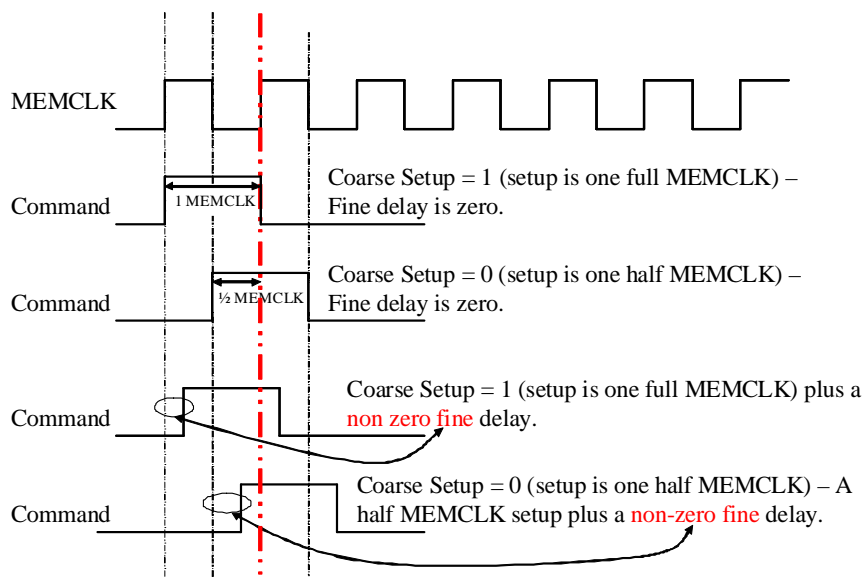 MEMCLK
Command
1 MEMCLK
Coarse Setup = 1 (setup is one full MEMCLK) –
Fine delay is zero.
Command
½ MEMCLK
Coarse Setup = 0 (setup is one half MEMCLK) –
Fine delay is zero.
Command
Coarse Setup = 1 (setup is one full MEMCLK) plus a
non zero fine delay.
Command
Coarse Setup = 0 (setup is one half MEMCLK) – A
half MEMCLK setup plus a non-zero fine delay.